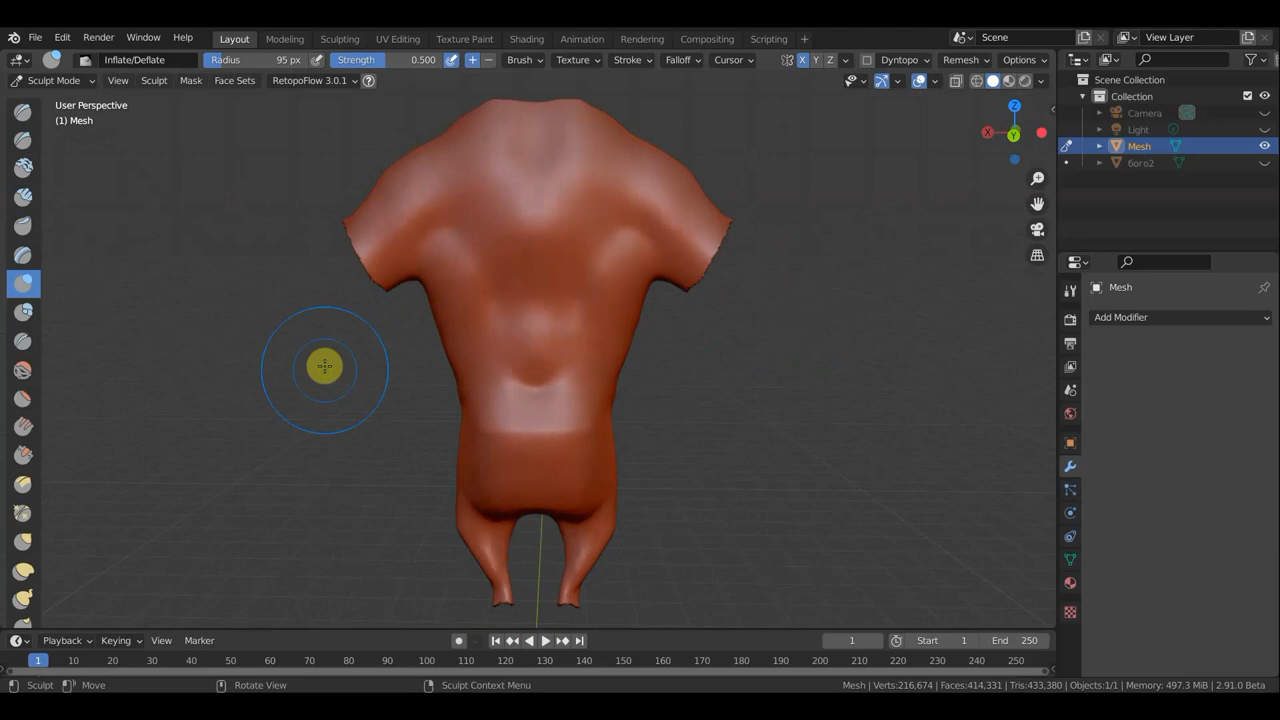 File Edit Render Window Help Layout Modeling Sculpting UV Editing Texture Paint Shading Animation Rendering Compositing Scripting + Scene View Layer
Inflate/Deflate Radius 95 px Strength 0.500 + − Brush Texture Stroke Falloff Cursor X Y Z Dyntopo Remesh Options
Sculpt Mode View Sculpt Mask Face Sets RetopoFlow 3.0.1 ?
User Perspective
(1) Mesh
X
Y
Z
Scene Collection
Collection
Camera
Light
Mesh
6oro2
Mesh
Add Modifier
Playback Keying View Marker 1 Start 1 End 250
1 10 20 30 40 50 60 70 80 90 100 110 120 130 140 150 160 170 180 190 200 210 220 230 240 250
Sculpt Move Rotate View Sculpt Context Menu Mesh | Verts:216,674 | Faces:414,331 | Tris:433,380 | Objects:1/1 | Memory: 497.3 MiB | 2.91.0 Beta